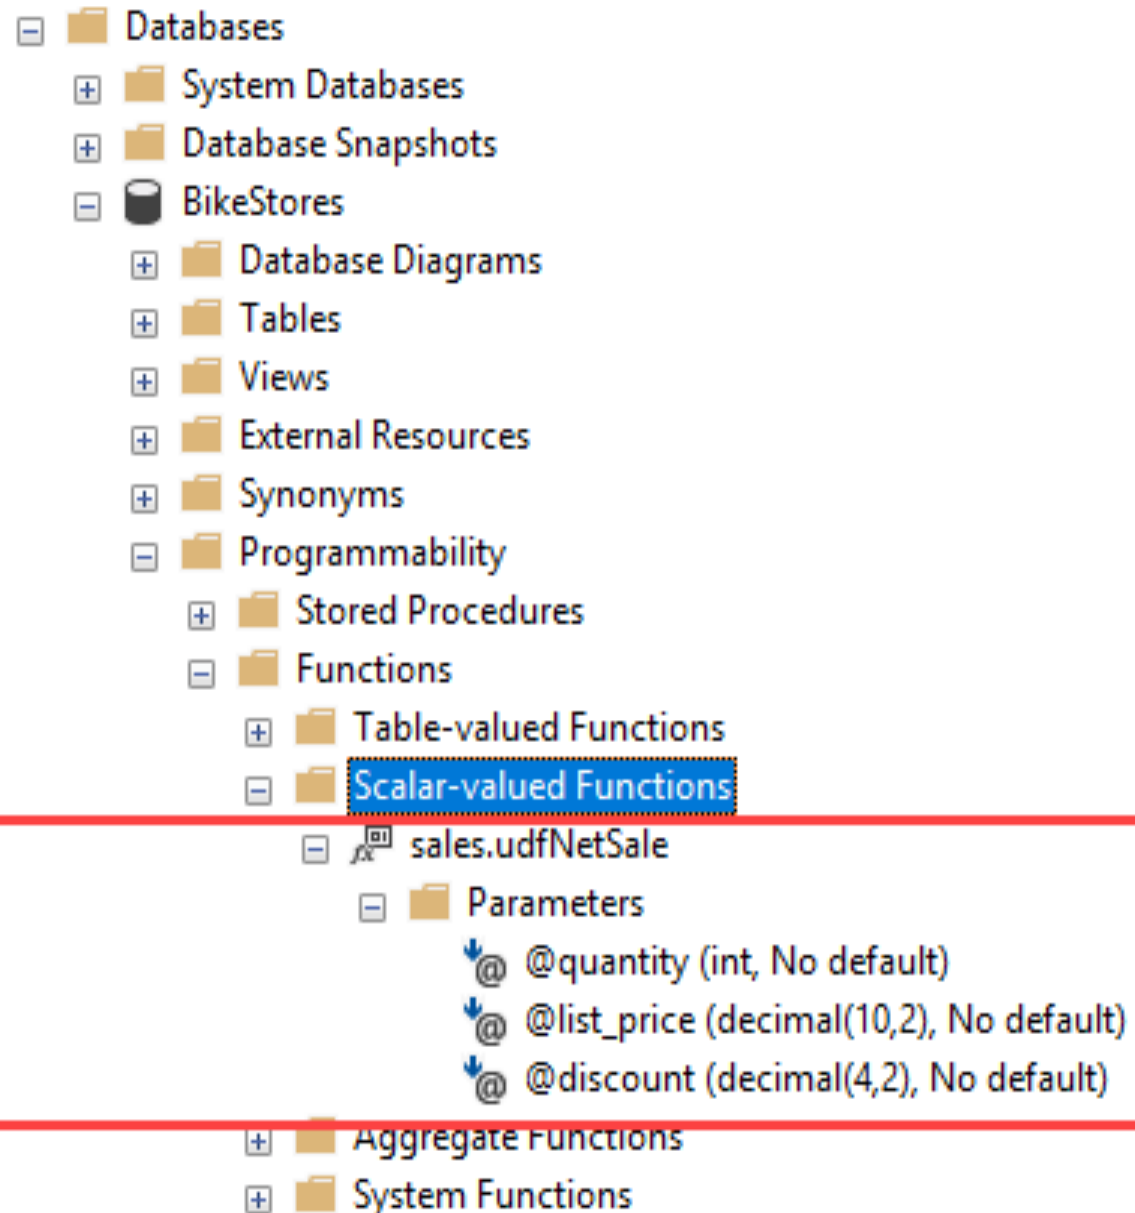 Databases
System Databases
Database Snapshots
BikeStores
Database Diagrams
Tables
Views
External Resources
Synonyms
Programmability
Stored Procedures
Functions
Table-valued Functions
Scalar-valued Functions
sales.udfNetSale
Parameters
@quantity (int, No default)
@list_price (decimal(10,2), No default)
@discount (decimal(4,2), No default)
Aggregate Functions
System Functions